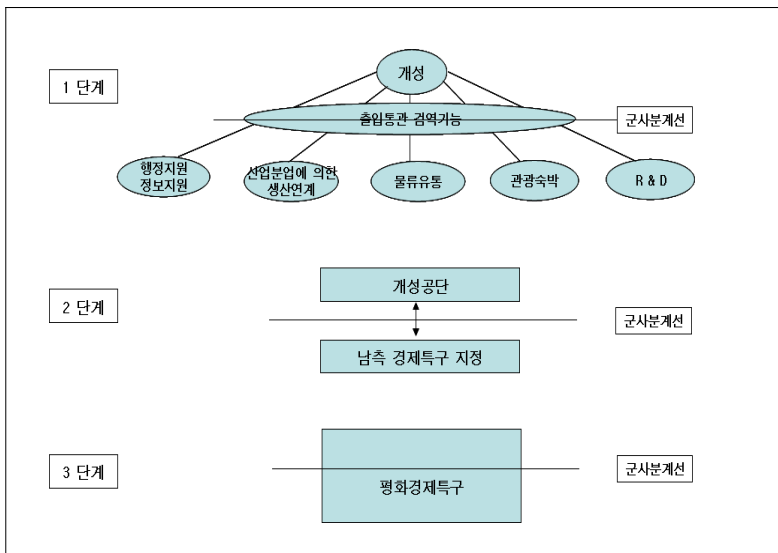 개성
1 단계
출입통관 검역기능
군사분계선
행정지원
정보지원
산업분업에 의한
생산연계
물류유통
관광숙박
R & D
개성공단
2 단계
군사분계선
남측 경제특구 지정
3 단계
군사분계선
평화경제특구